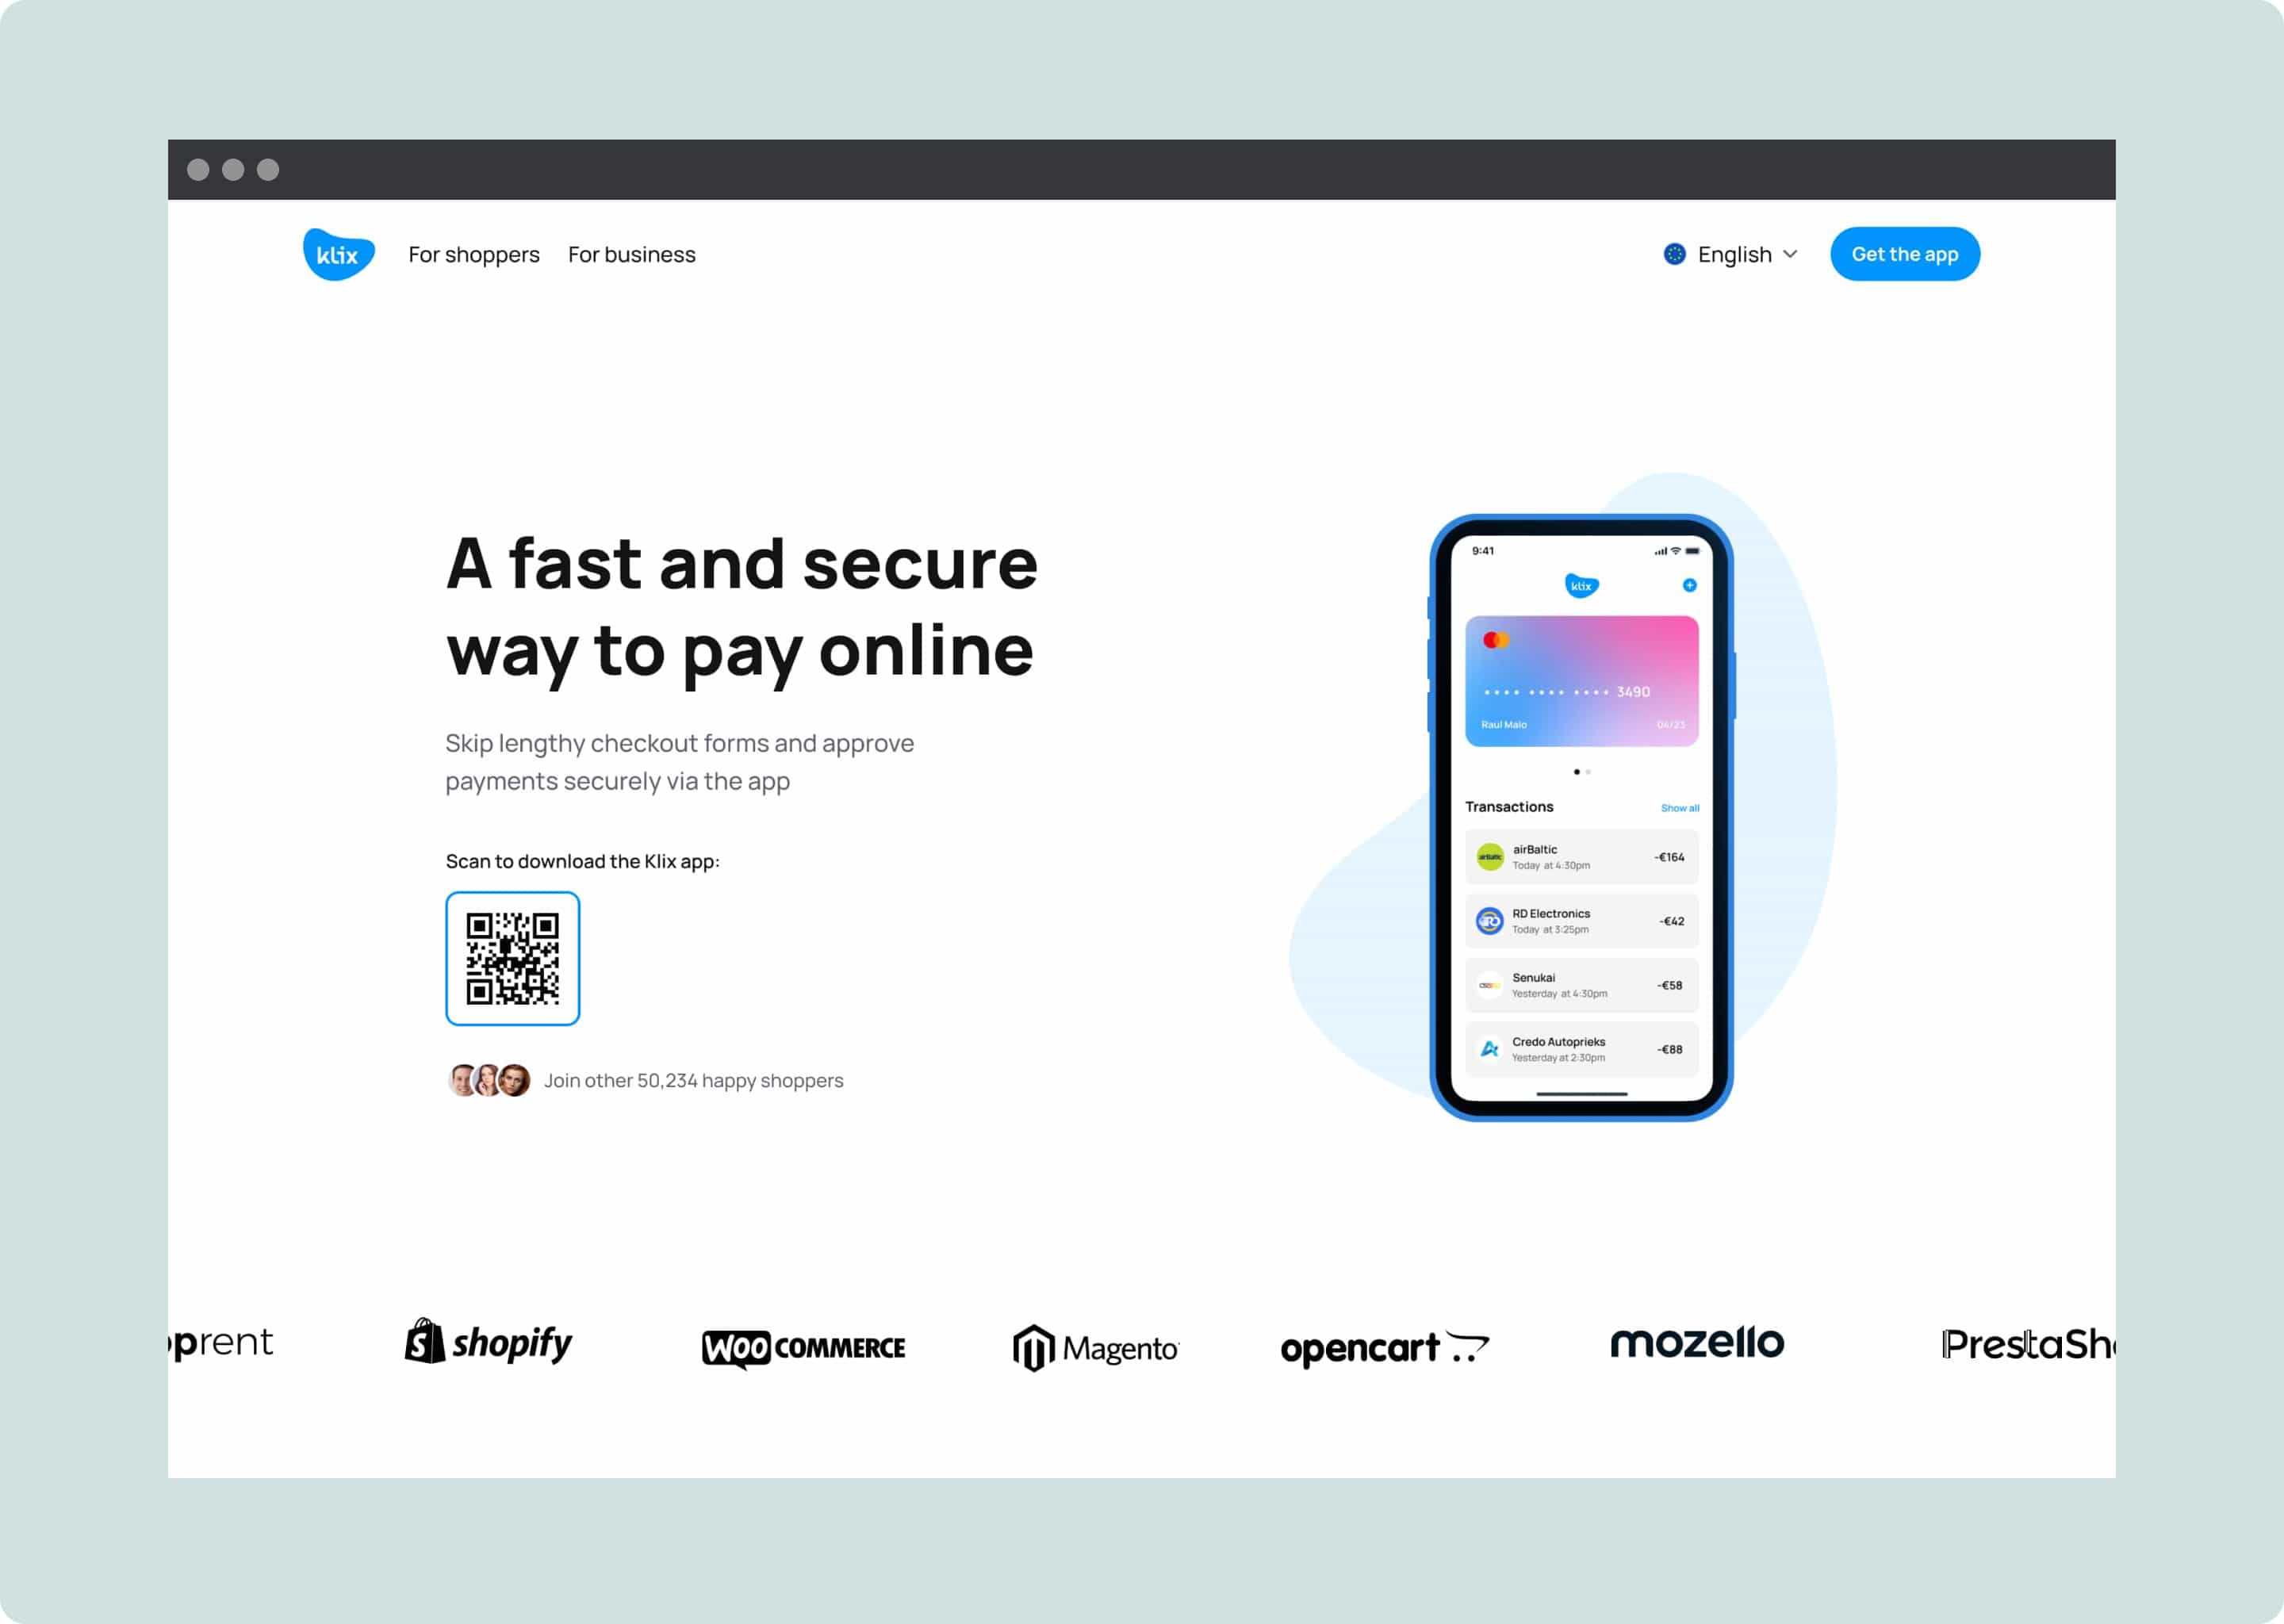 klix
For shoppers
For business
English
Get the app
A fast and secure
way to pay online
Skip lengthy checkout forms and approve
payments securely via the app
Scan to download the Klix app:
Join other 50,234 happy shoppers
9:41
klix
•••• •••• •••• 3490
Raul Malo 04/23
Transactions Show all
airBaltic
airBaltic
Today at 4:30pm
-€164
RD
RD Electronics
Today at 3:25pm
-€42
Senukai
Yesterday at 4:30pm
-€58
Credo Autoprieks
Yesterday at 2:30pm
-€88
prent
shopify
WOO COMMERCE
Magento
opencart
mozello
PrestaSh